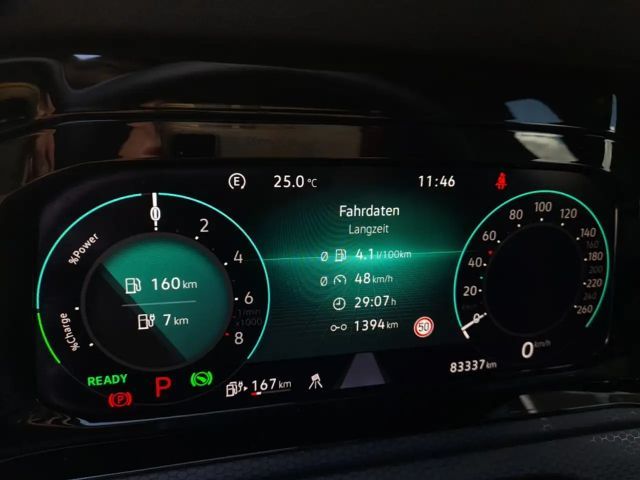 E 25.0 °C 11:46
Fahrdaten
Langzeit
Ø 4.1 l/100km
Ø 48 km/h
29:07 h
1394 km
50
%Power
%Charge
0
2
4
6
8
1/min
x1000
160 km
7 km
READY
P
P
167 km
0
20
40
60
80
100
120
140
160
180
200
220
240
260
0 km/h
83337 km